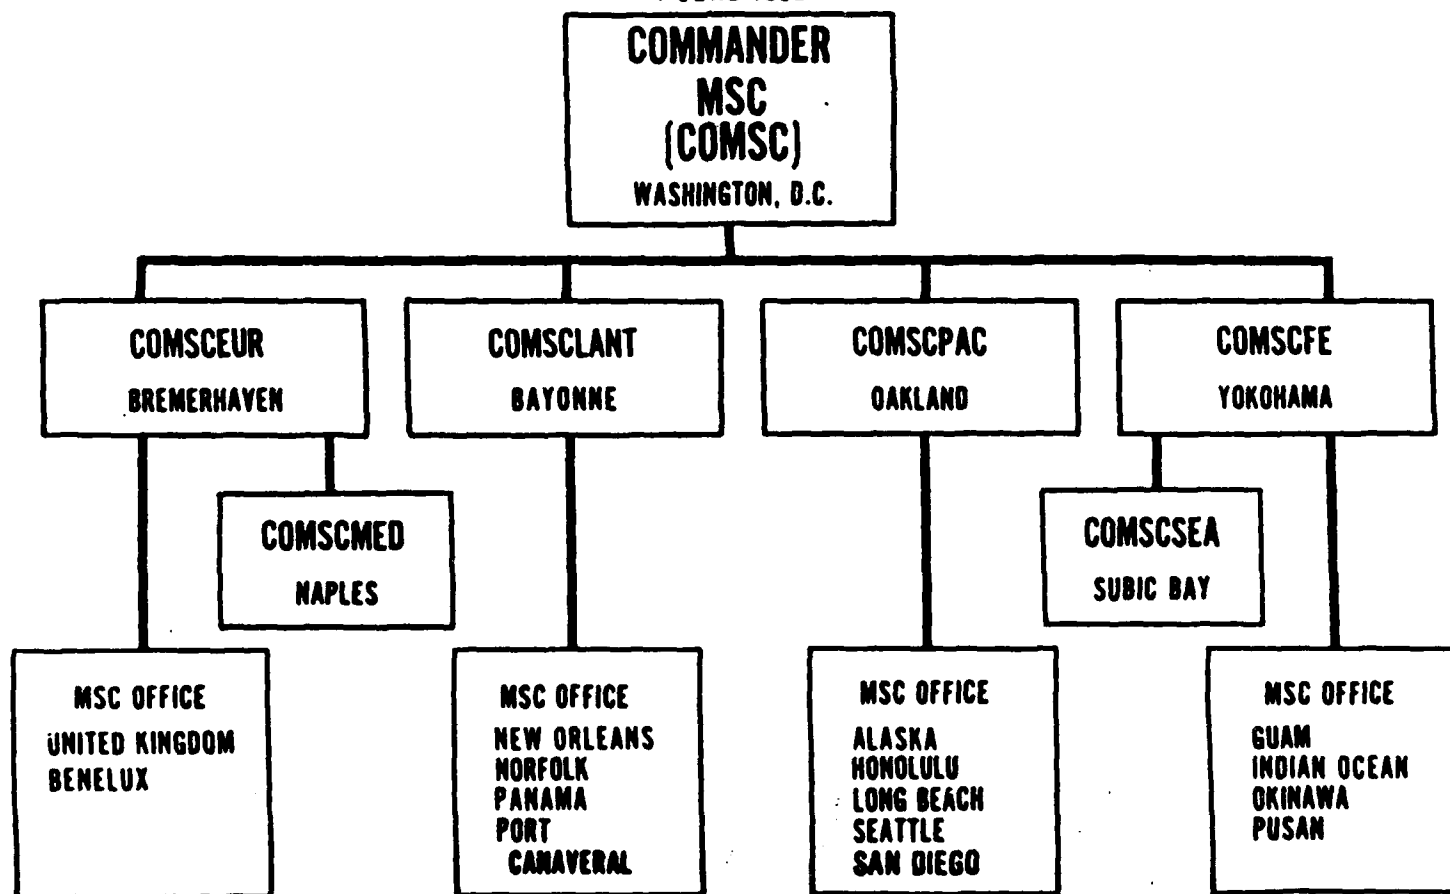 COMMANDER
MSC
(COMSC)
WASHINGTON, D.C.
COMSCEUR
BREMERHAVEN
COMSCLANT
BAYONNE
COMSCPAC
OAKLAND
COMSCFE
YOKOHAMA
COMSCMED
NAPLES
COMSCSEA
SUBIC BAY
MSC OFFICE
UNITED KINGDOM
BENELUX
MSC OFFICE
NEW ORLEANS
NORFOLK
PANAMA
PORT
CANAVERAL
MSC OFFICE
ALASKA
HONOLULU
LONG BEACH
SEATTLE
SAN DIEGO
MSC OFFICE
GUAM
INDIAN OCEAN
OKINAWA
PUSAN